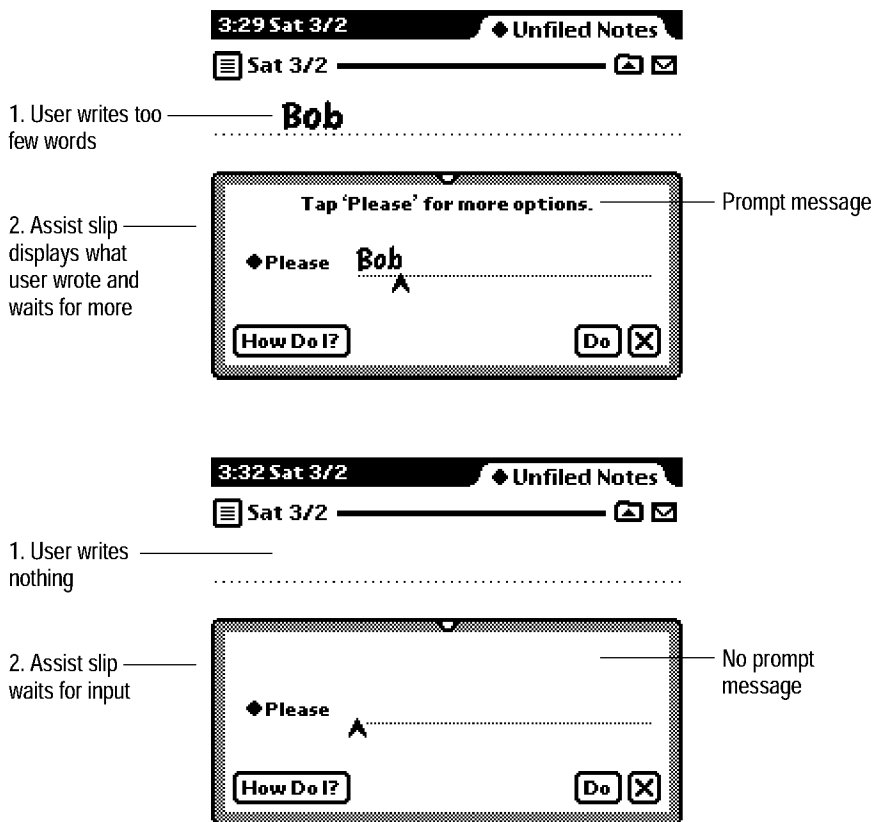 3:29 Sat 3/2 ◆Unfiled Notes
Sat 3/2
1. User writes too
few words
Bob
Tap ‘Please’ for more options.
Prompt message
2. Assist slip
displays what
user wrote and
waits for more
◆Please Bob
How Do I? Do X
3:32 Sat 3/2 ◆Unfiled Notes
Sat 3/2
1. User writes
nothing
2. Assist slip
waits for input
No prompt
message
◆Please
How Do I? Do X